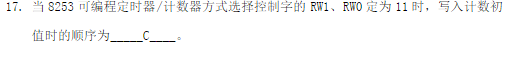 17. 当 8253 可编程定时器/计数器方式选择控制字的 RW1、RW0 定为 11 时，写入计数初
值时的顺序为_____C____。